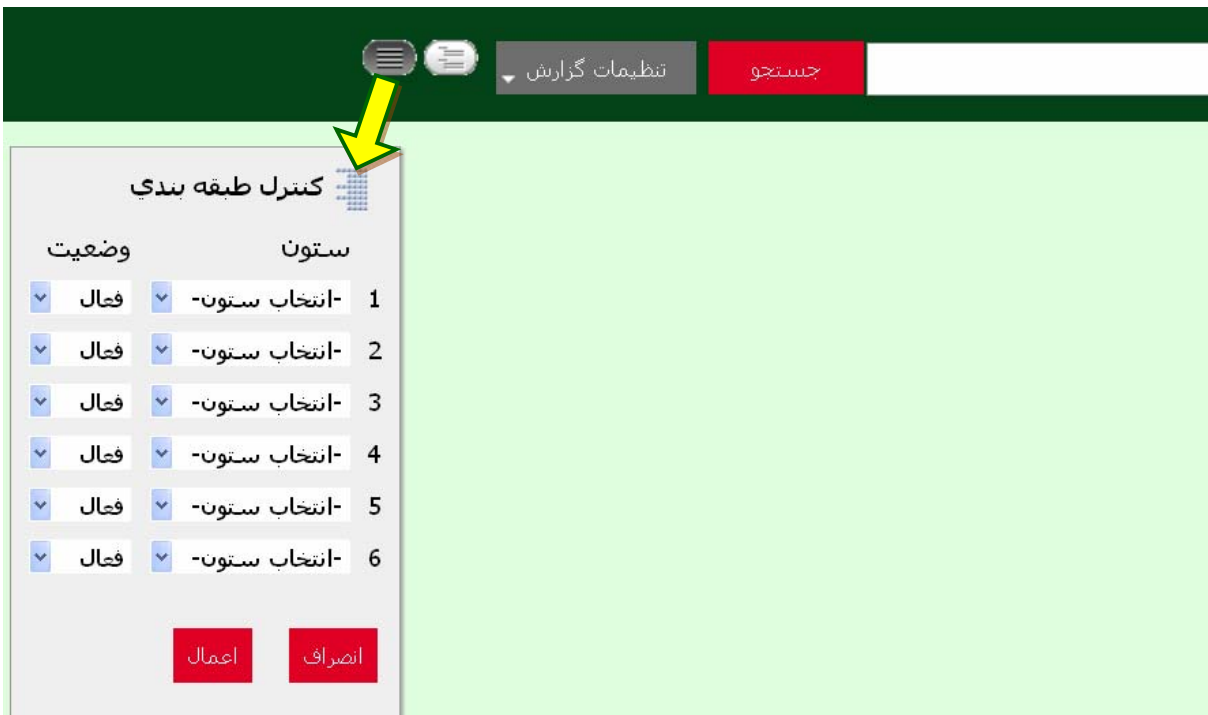 جستجو تنظیمات گزارش
کنترل طبقه بندي
ستون وضعیت
1 -انتخاب ستون- فعال
2 -انتخاب ستون- فعال
3 -انتخاب ستون- فعال
4 -انتخاب ستون- فعال
5 -انتخاب ستون- فعال
6 -انتخاب ستون- فعال
انصراف اعمال